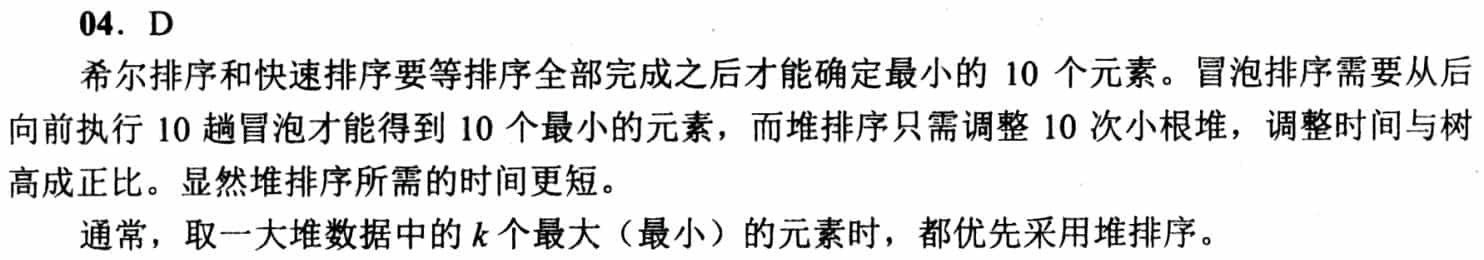 04．D
希尔排序和快速排序要等排序全部完成之后才能确定最小的 10 个元素。冒泡排序需要从后
向前执行 10 趟冒泡才能得到 10 个最小的元素，而堆排序只需调整 10 次小根堆，调整时间与树
高成正比。显然堆排序所需的时间更短。
通常，取一大堆数据中的 k 个最大（最小）的元素时，都优先采用堆排序。